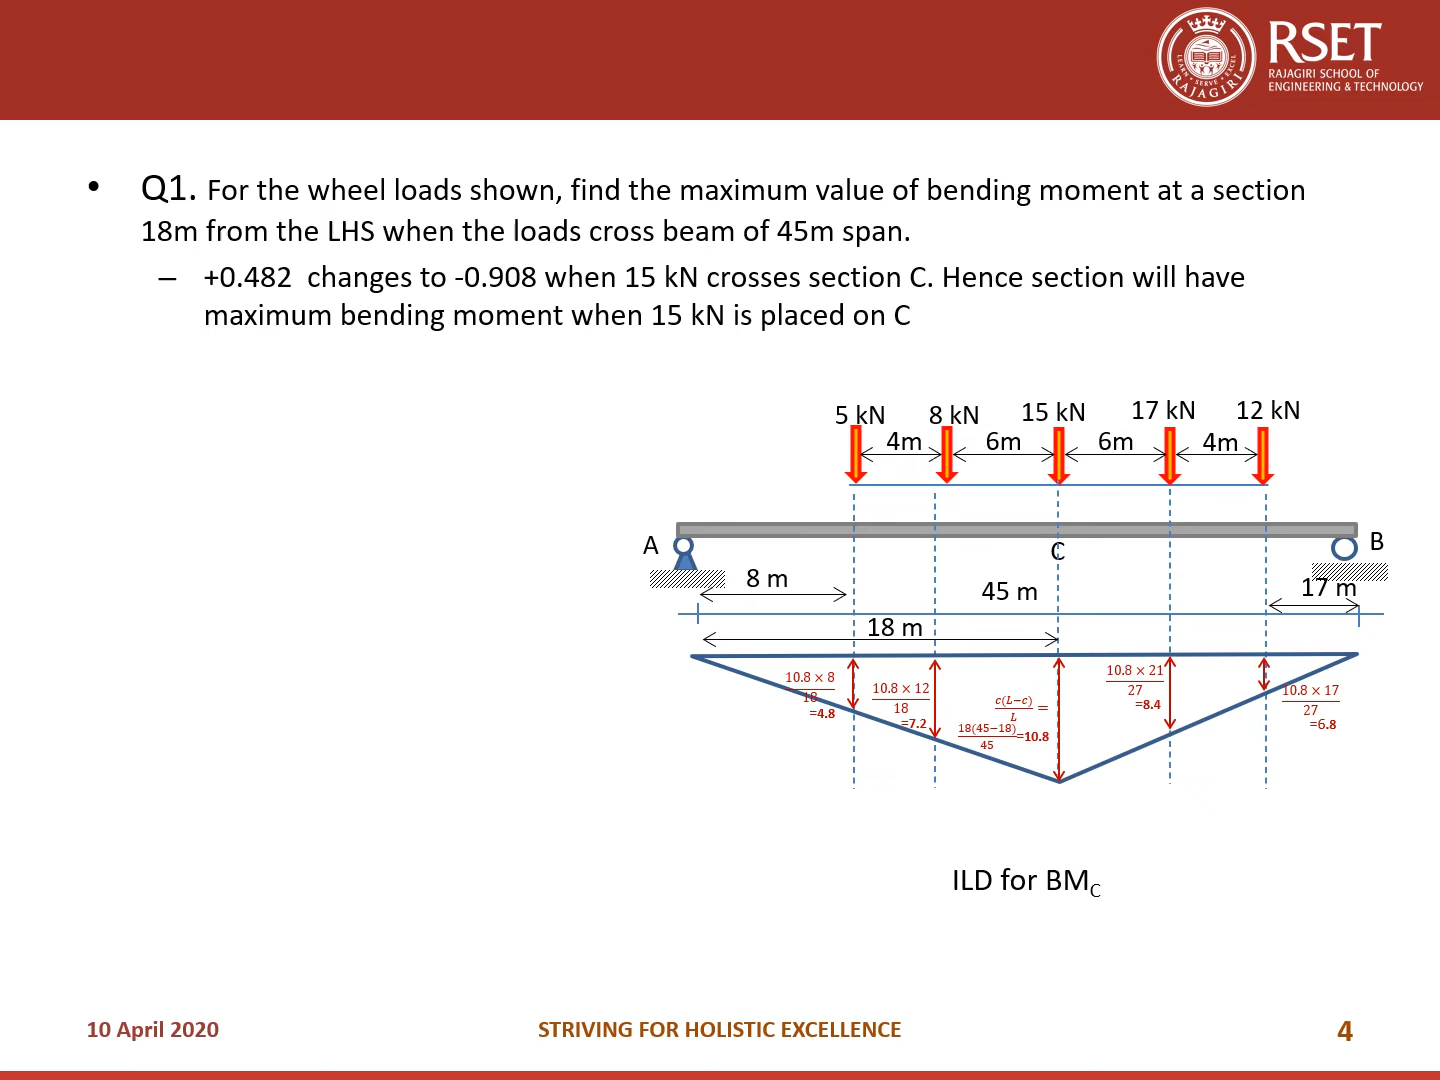 RSET
RAJAGIRI SCHOOL OF
ENGINEERING & TECHNOLOGY
LEARN • SERVE • EXCEL
RAJAGIRI
• Q1. For the wheel loads shown, find the maximum value of bending moment at a section
18m from the LHS when the loads cross beam of 45m span.
– +0.482 changes to -0.908 when 15 kN crosses section C. Hence section will have
maximum bending moment when 15 kN is placed on C
5 kN 8 kN 15 kN 17 kN 12 kN
4m 6m 6m 4m
A C B
8 m 45 m 17 m
18 m
10.8 × 8
18
=4.8
10.8 × 12
18
=7.2
c(L−c)
L
=
18(45−18)
45
=10.8
10.8 × 21
27
=8.4
10.8 × 17
27
=6.8
ILD for BMC
10 April 2020 STRIVING FOR HOLISTIC EXCELLENCE 4